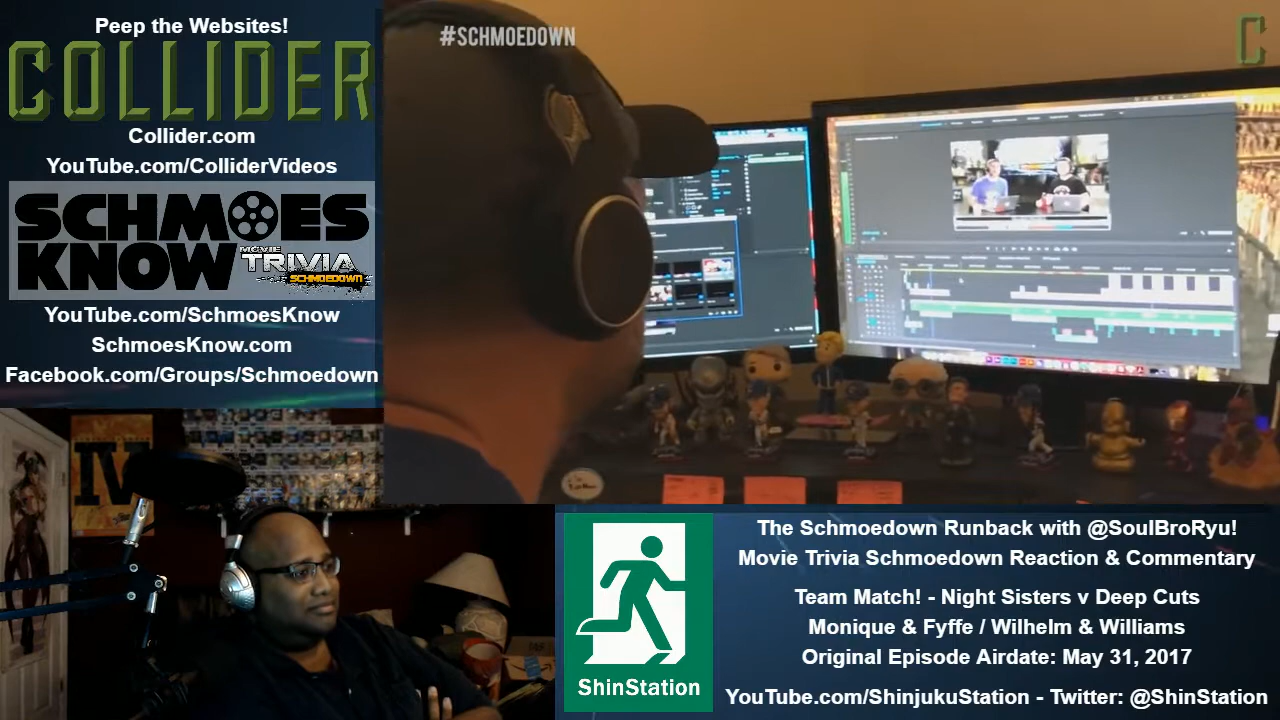 Peep the Websites!
COLLIDER
Collider.com
YouTube.com/ColliderVideos
SCHMOES
KNOW
MOVIE
TRIVIA
SCHMOEDOWN
YouTube.com/SchmoesKnow
SchmoesKnow.com
Facebook.com/Groups/Schmoedown
#SCHMOEDOWN
C
IV
ShinStation
The Schmoedown Runback with @SoulBroRyu!
Movie Trivia Schmoedown Reaction & Commentary
Team Match! - Night Sisters v Deep Cuts
Monique & Fyffe / Wilhelm & Williams
Original Episode Airdate: May 31, 2017
YouTube.com/ShinjukuStation - Twitter: @ShinStation